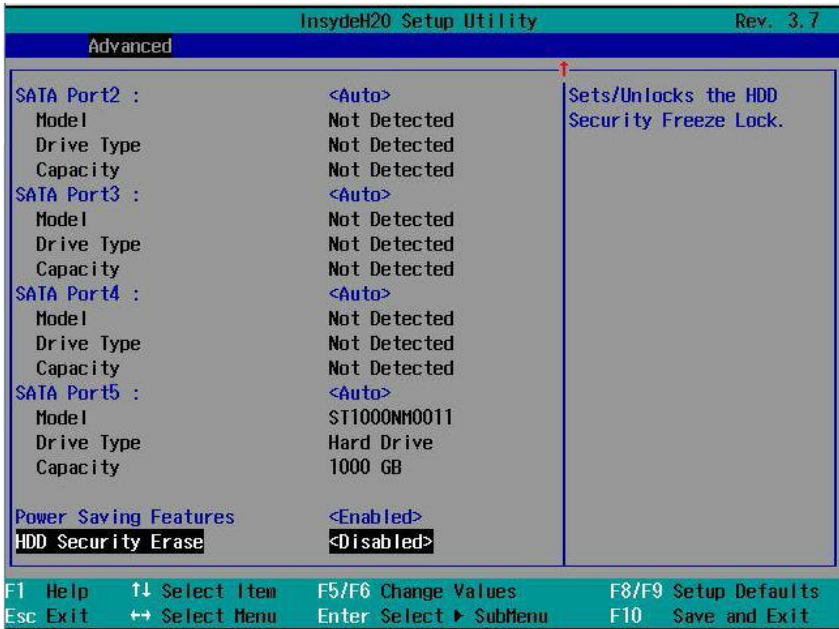 InsydeH20 Setup Utility Rev. 3.7
Advanced
SATA Port2 : <Auto>
Model Not Detected
Drive Type Not Detected
Capacity Not Detected
SATA Port3 : <Auto>
Model Not Detected
Drive Type Not Detected
Capacity Not Detected
SATA Port4 : <Auto>
Model Not Detected
Drive Type Not Detected
Capacity Not Detected
SATA Port5 : <Auto>
Model ST1000NM0011
Drive Type Hard Drive
Capacity 1000 GB
Power Saving Features <Enabled>
HDD Security Erase <Disabled>
Sets/Unlocks the HDD
Security Freeze Lock.
F1 Help ↑↓ Select Item F5/F6 Change Values F8/F9 Setup Defaults
Esc Exit ↔ Select Menu Enter Select ▶ SubMenu F10 Save and Exit